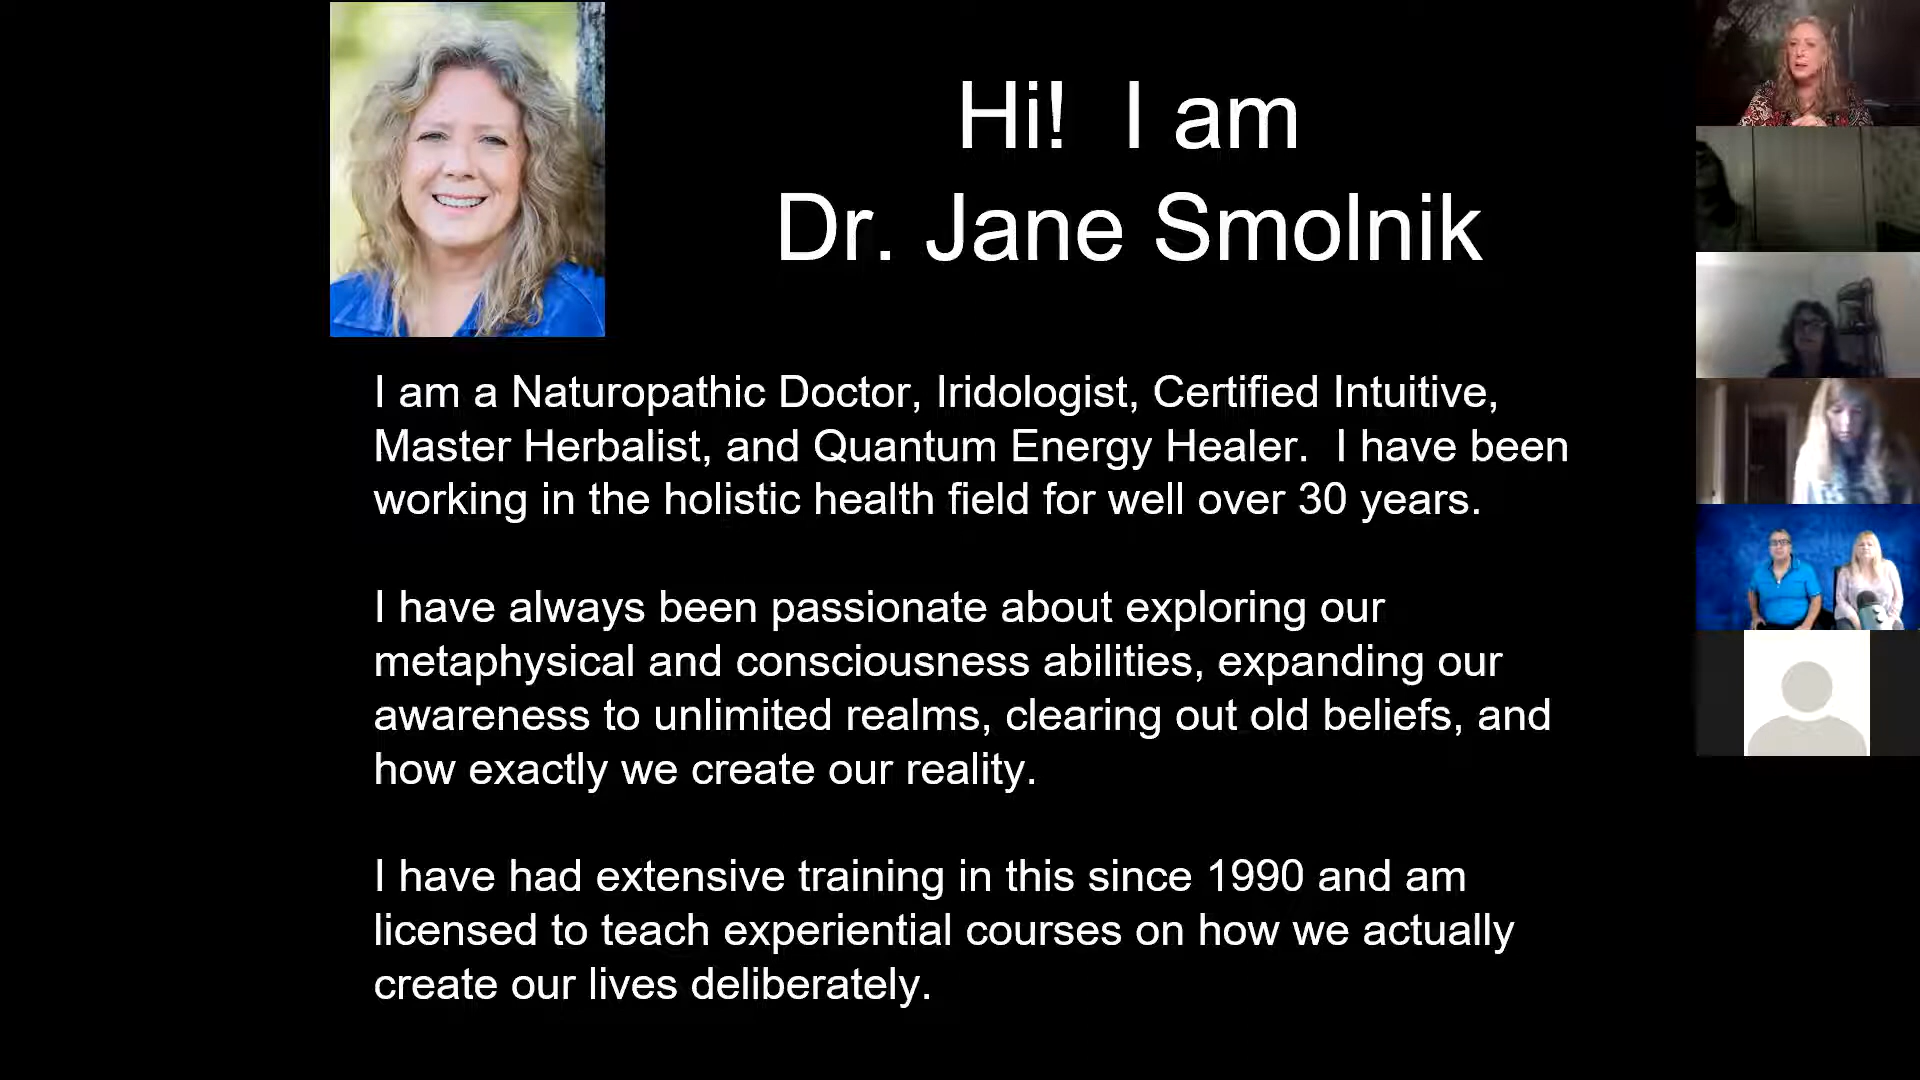 Hi!  I am
Dr. Jane Smolnik
I am a Naturopathic Doctor, Iridologist, Certified Intuitive,
Master Herbalist, and Quantum Energy Healer.  I have been
working in the holistic health field for well over 30 years.
I have always been passionate about exploring our
metaphysical and consciousness abilities, expanding our
awareness to unlimited realms, clearing out old beliefs, and
how exactly we create our reality.
I have had extensive training in this since 1990 and am
licensed to teach experiential courses on how we actually
create our lives deliberately.